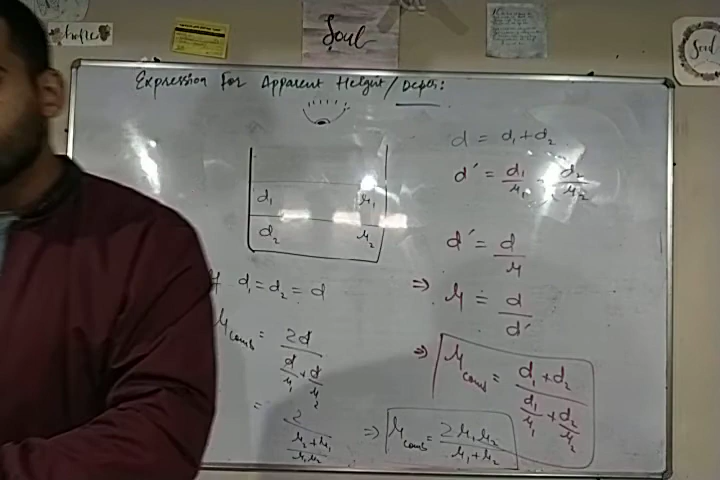 hope
Soul
Soul
Expression For Apparent Height/Depth:
d = d₁+d₂
d' = d₁/μ₁ + d₂/μ₂
d₁ μ₁
d₂ μ₂
d' = d/μ
⇒ μ = d/d'
⇒ μcomb = (d₁+d₂)/(d₁/μ₁ + d₂/μ₂)
If d₁=d₂=d
μcomb = 2d/(d/μ₁ + d/μ₂)
= 2/((μ₂+μ₁)/(μ₁μ₂))
⇒ μcomb = 2μ₁μ₂/(μ₁+μ₂)